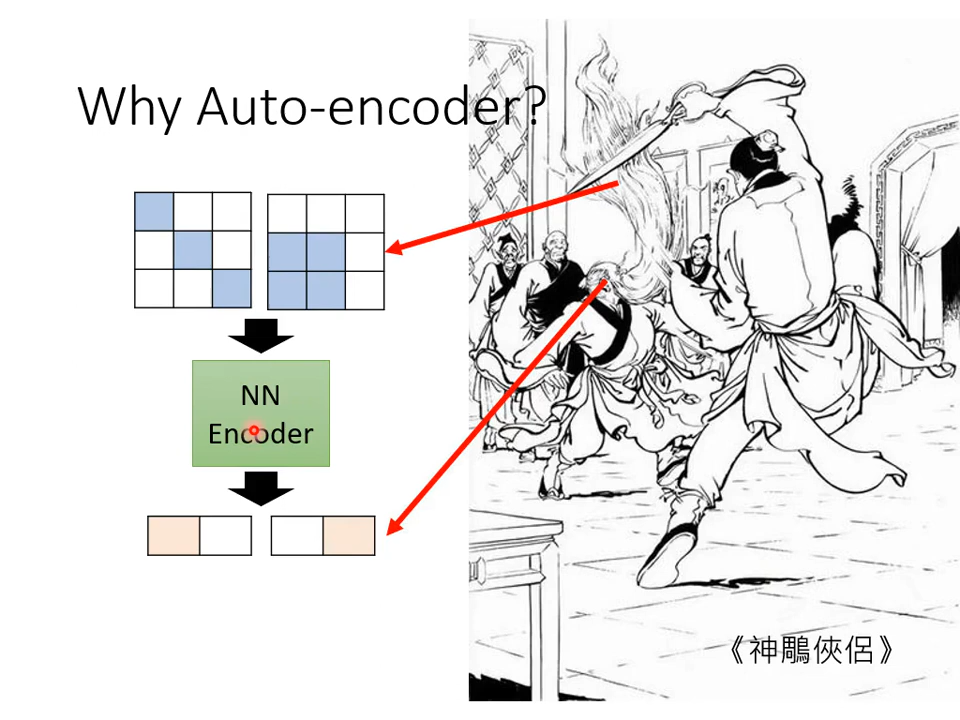 Why Auto-encoder?
NN
Encoder
《神鵰俠侶》